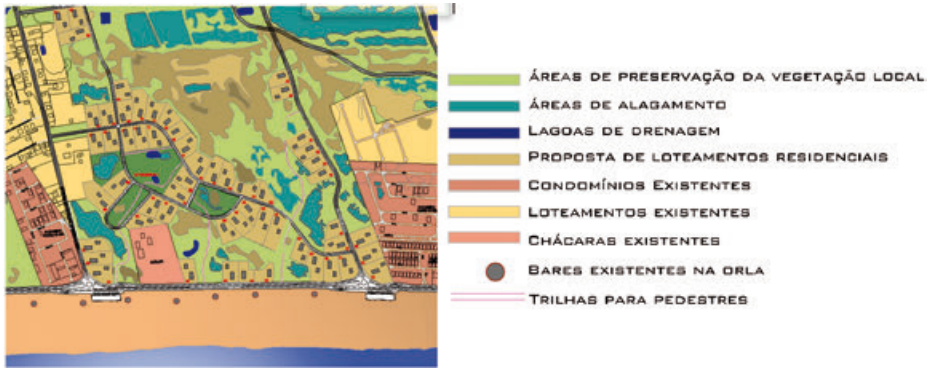 ÁREAS DE PRESERVAÇÃO DA VEGETAÇÃO LOCAL
ÁREAS DE ALAGAMENTO
LAGOAS DE DRENAGEM
PROPOSTA DE LOTEAMENTOS RESIDENCIAIS
CONDOMÍNIOS EXISTENTES
LOTEAMENTOS EXISTENTES
CHÁCARAS EXISTENTES
BARES EXISTENTES NA ORLA
TRILHAS PARA PEDESTRES